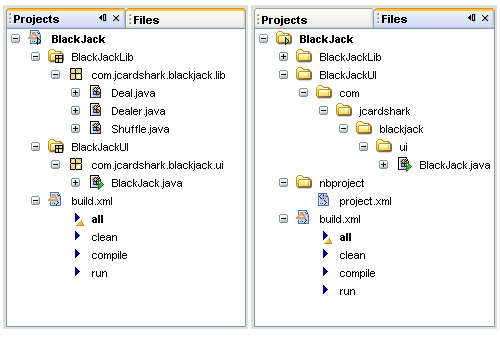 Projects
Files
BlackJack
BlackJackLib
com.jcardshark.blackjack.lib
Deal.java
Dealer.java
Shuffle.java
BlackJackUI
com.jcardshark.blackjack.ui
BlackJack.java
build.xml
all
clean
compile
run
Projects
Files
BlackJack
BlackJackLib
BlackJackUI
com
jcardshark
blackjack
ui
BlackJack.java
nbproject
project.xml
build.xml
all
clean
compile
run